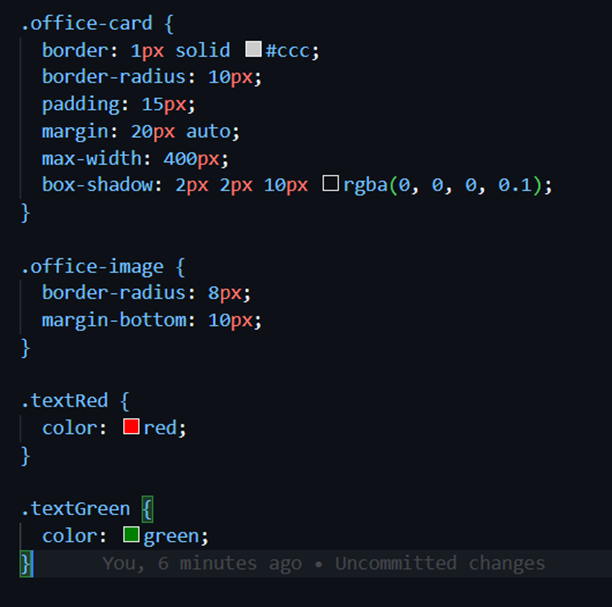 .office-card {
border: 1px solid #ccc;
border-radius: 10px;
padding: 15px;
margin: 20px auto;
max-width: 400px;
box-shadow: 2px 2px 10px rgba(0, 0, 0, 0.1);
}
.office-image {
border-radius: 8px;
margin-bottom: 10px;
}
.textRed {
color: red;
}
.textGreen {
color: green;
}     You, 6 minutes ago • Uncommitted changes